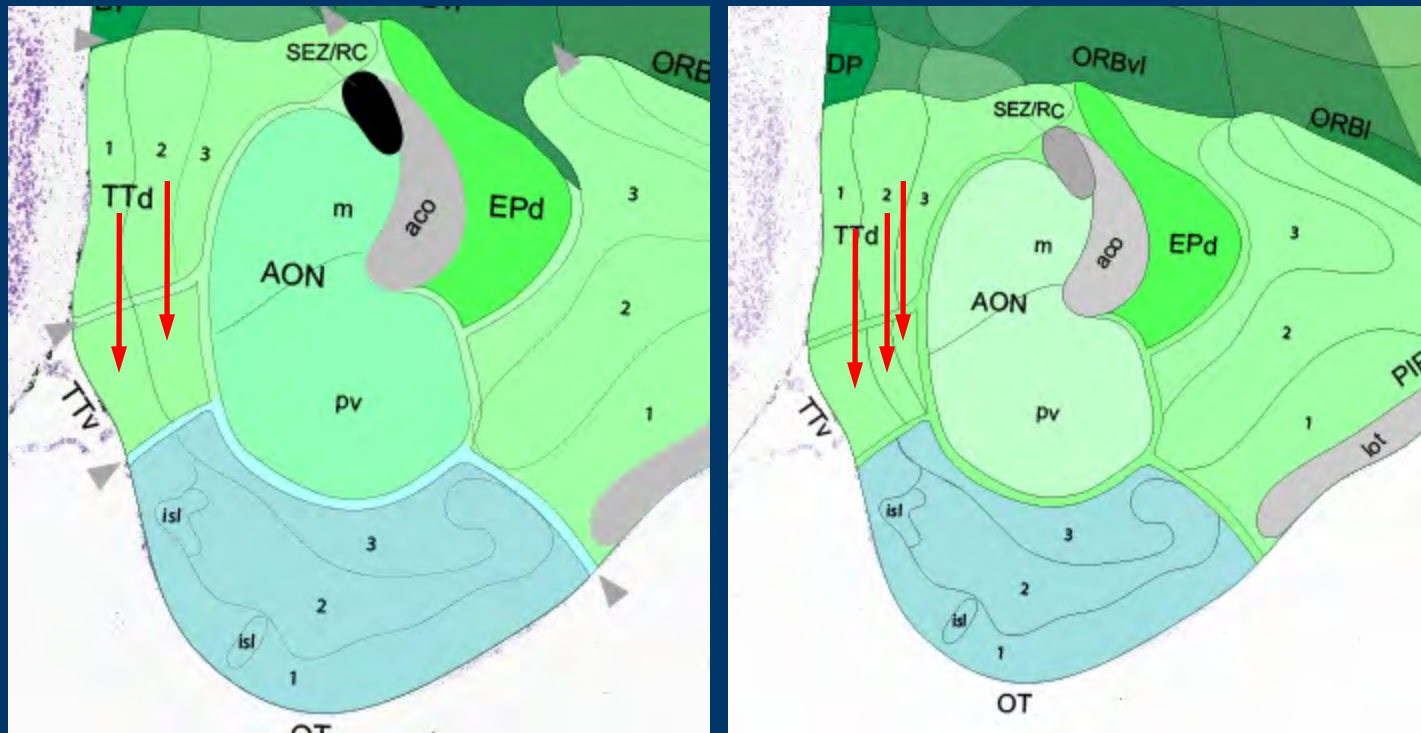 SEZ/RC
ORB
1
2
3
TTd
m
aco
EPd
3
AON
2
TTv
pv
1
isl
3
2
isl
1
OT
DP
ORBvl
SEZ/RC
ORBl
1
2
3
TTd
m
aco
EPd
3
AON
2
PIR
TTv
pv
1
lot
isl
3
2
isl
1
OT